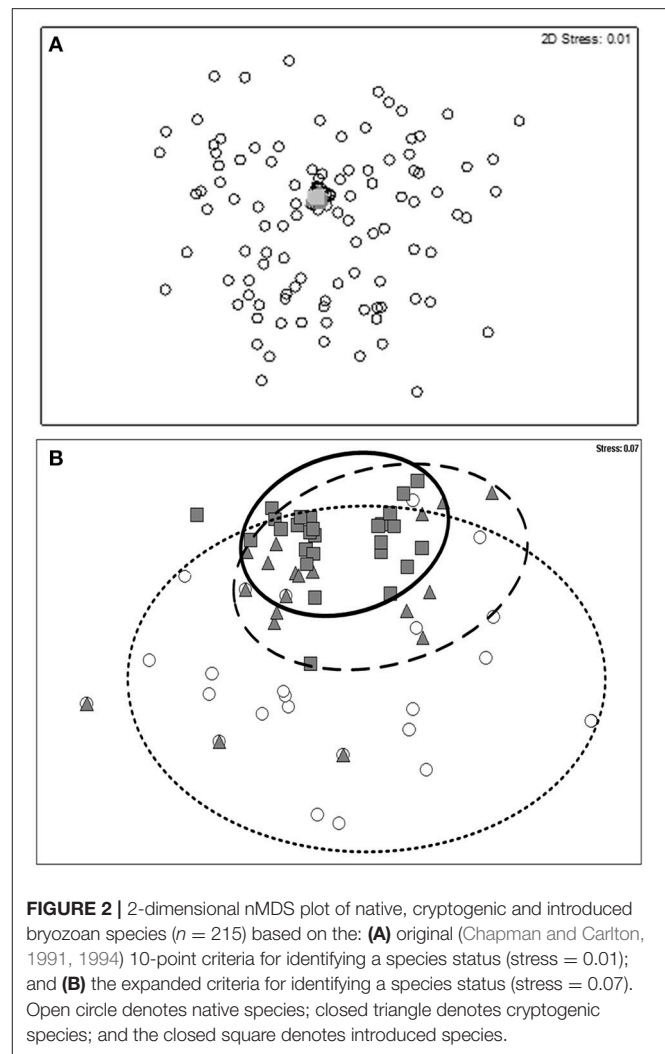 A
2D Stress: 0.01
B
Stress: 0.07
FIGURE 2 | 2-dimensional nMDS plot of native, cryptogenic and introduced
bryozoan species (n = 215) based on the: (A) original (Chapman and Carlton,
1991, 1994) 10-point criteria for identifying a species status (stress = 0.01);
and (B) the expanded criteria for identifying a species status (stress = 0.07).
Open circle denotes native species; closed triangle denotes cryptogenic
species; and the closed square denotes introduced species.